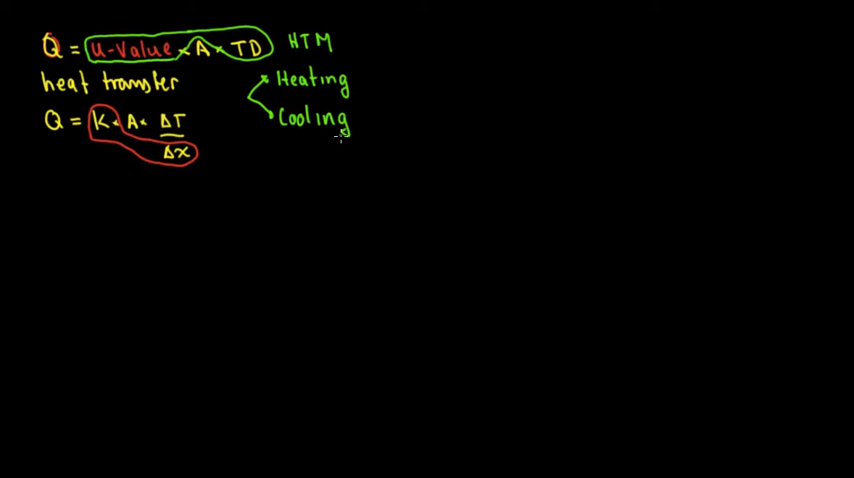 Q = U-Value × A × TD HTM
heat transfer
Heating
Q = K × A × ΔT
Cooling
Δx